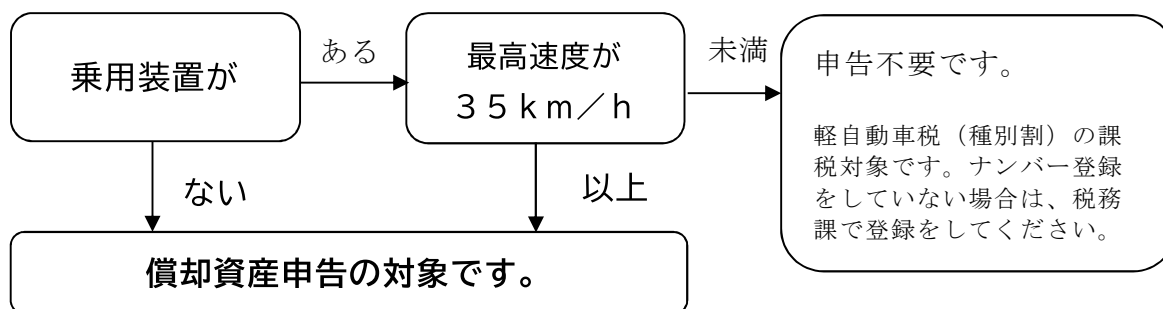 乗用装置が
ある
最高速度が
３５ｋｍ／ｈ
未満
申告不要です。
軽自動車税（種別割）の課
税対象です。ナンバー登録
をしていない場合は、税務
課で登録をしてください。
ない
以上
償却資産申告の対象です。